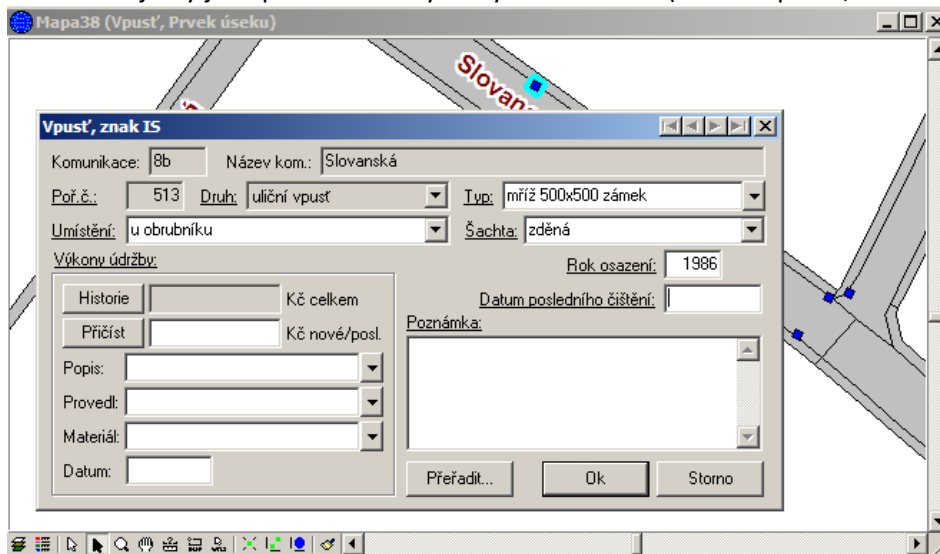 Mapa38 (Vpusť, Prvek úseku)
Slovan
Vpusť, znak IS
Komunikace: 8b Název kom.: Slovanská
Poř.č.: 513 Druh: uliční vpusť Typ: mříž 500x500 zámek
Umístění: u obrubníku Šachta: zděná
Výkony údržby: Rok osazení: 1986
Historie Kč celkem Datum posledního čištění:
Přičíst Kč nové/posl. Poznámka:
Popis:
Provedl:
Materiál:
Datum: Přeřadit... Ok Storno